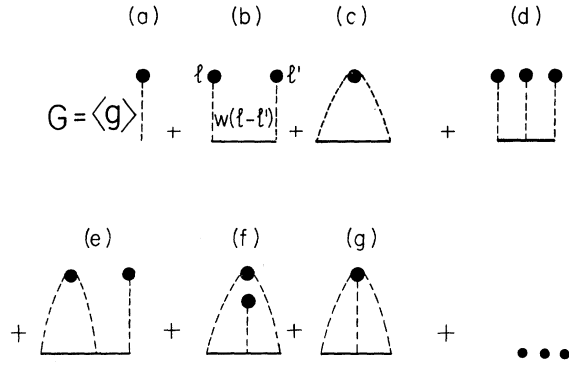 (a) (b) (c) (d)
ℓ ℓ'
G = ⟨g⟩ + w(ℓ-ℓ') + +
(e) (f) (g)
+ + + + •••